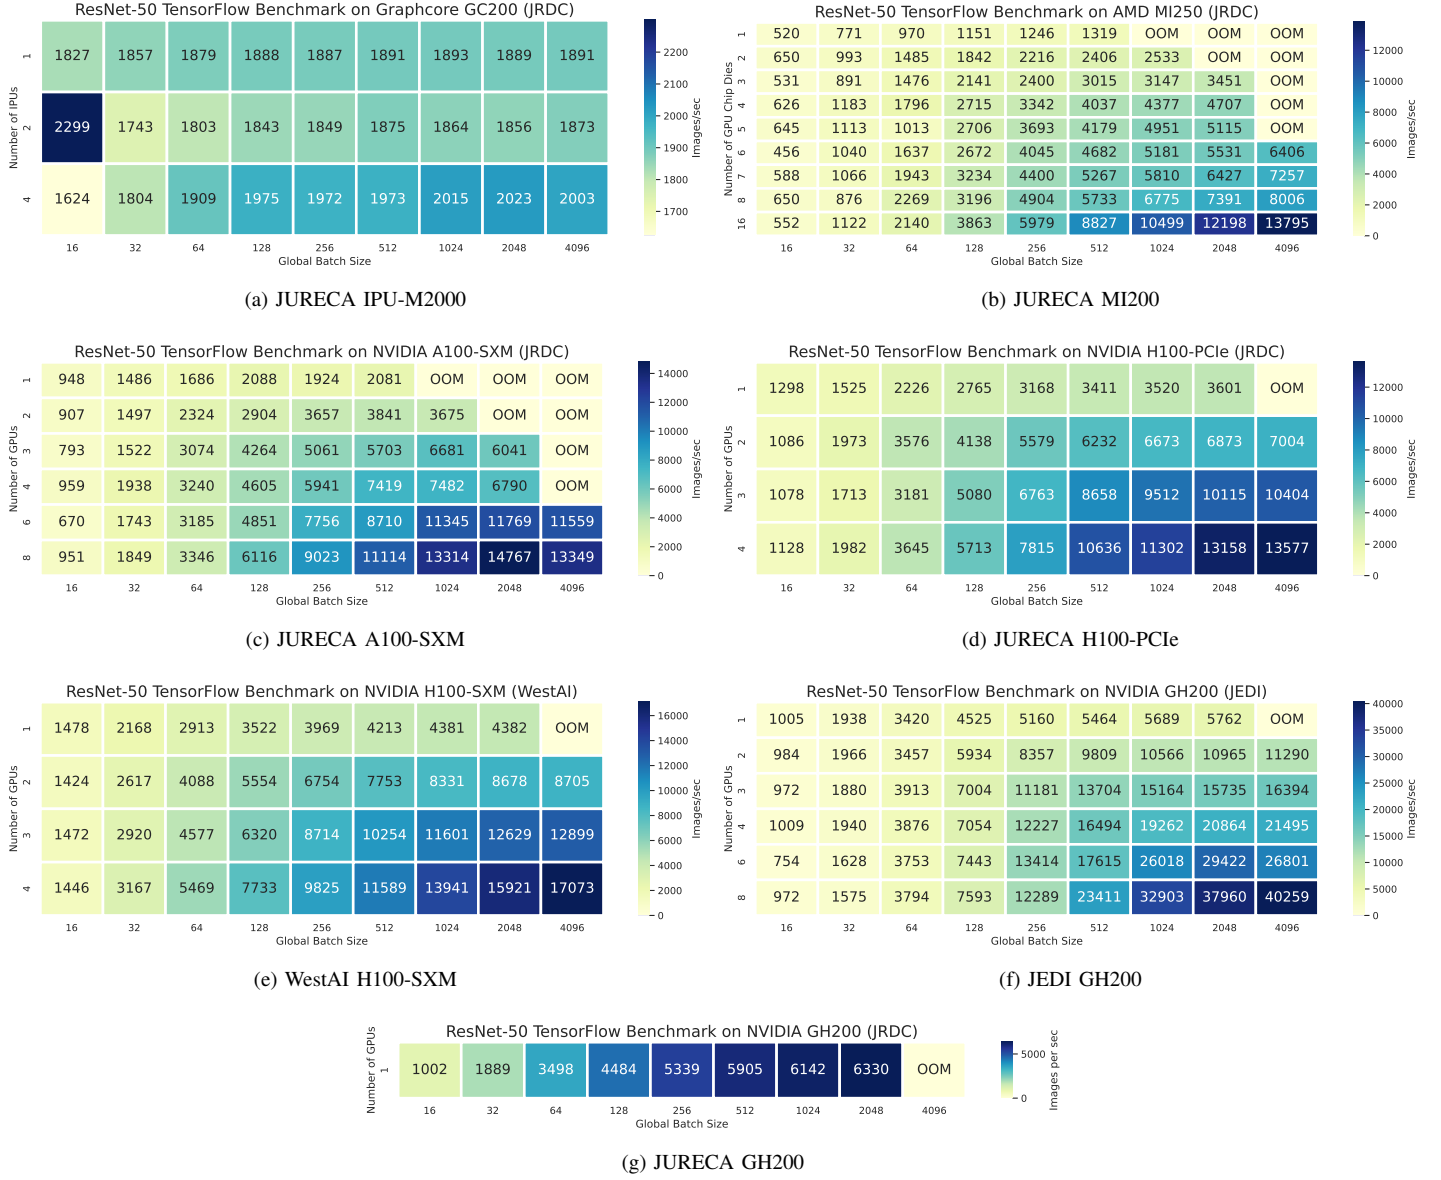 ResNet-50 TensorFlow Benchmark on Graphcore GC200 (JRDC)
Number of IPUs
1 1827 1857 1879 1888 1887 1891 1893 1889 1891
2 2299 1743 1803 1843 1849 1875 1864 1856 1873
4 1624 1804 1909 1975 1972 1973 2015 2023 2003
16 32 64 128 256 512 1024 2048 4096
Global Batch Size
2200
2100
2000
1900
1800
1700
Images/sec
(a) JURECA IPU-M2000
ResNet-50 TensorFlow Benchmark on AMD MI250 (JRDC)
Number of GPU Chip Dies
1 520 771 970 1151 1246 1319 OOM OOM OOM
2 650 993 1485 1842 2216 2406 2533 OOM OOM
3 531 891 1476 2141 2400 3015 3147 3451 OOM
4 626 1183 1796 2715 3342 4037 4377 4707 OOM
5 645 1113 1013 2706 3693 4179 4951 5115 OOM
6 456 1040 1637 2672 4045 4682 5181 5531 6406
7 588 1066 1943 3234 4400 5267 5810 6427 7257
8 650 876 2269 3196 4904 5733 6775 7391 8006
16 552 1122 2140 3863 5979 8827 10499 12198 13795
16 32 64 128 256 512 1024 2048 4096
Global Batch Size
12000
10000
8000
6000
4000
2000
0
Images/sec
(b) JURECA MI200
ResNet-50 TensorFlow Benchmark on NVIDIA A100-SXM (JRDC)
Number of GPUs
1 948 1486 1686 2088 1924 2081 OOM OOM OOM
2 907 1497 2324 2904 3657 3841 3675 OOM OOM
3 793 1522 3074 4264 5061 5703 6681 6041 OOM
4 959 1938 3240 4605 5941 7419 7482 6790 OOM
6 670 1743 3185 4851 7756 8710 11345 11769 11559
8 951 1849 3346 6116 9023 11114 13314 14767 13349
16 32 64 128 256 512 1024 2048 4096
Global Batch Size
14000
12000
10000
8000
6000
4000
2000
0
Images/sec
(c) JURECA A100-SXM
ResNet-50 TensorFlow Benchmark on NVIDIA H100-PCIe (JRDC)
Number of GPUs
1 1298 1525 2226 2765 3168 3411 3520 3601 OOM
2 1086 1973 3576 4138 5579 6232 6673 6873 7004
3 1078 1713 3181 5080 6763 8658 9512 10115 10404
4 1128 1982 3645 5713 7815 10636 11302 13158 13577
16 32 64 128 256 512 1024 2048 4096
Global Batch Size
12000
10000
8000
6000
4000
2000
0
Images/sec
(d) JURECA H100-PCIe
ResNet-50 TensorFlow Benchmark on NVIDIA H100-SXM (WestAI)
Number of GPUs
1 1478 2168 2913 3522 3969 4213 4381 4382 OOM
2 1424 2617 4088 5554 6754 7753 8331 8678 8705
3 1472 2920 4577 6320 8714 10254 11601 12629 12899
4 1446 3167 5469 7733 9825 11589 13941 15921 17073
16 32 64 128 256 512 1024 2048 4096
Global Batch Size
16000
14000
12000
10000
8000
6000
4000
2000
0
Images/sec
(e) WestAI H100-SXM
ResNet-50 TensorFlow Benchmark on NVIDIA GH200 (JEDI)
Number of GPUs
1 1005 1938 3420 4525 5160 5464 5689 5762 OOM
2 984 1966 3457 5934 8357 9809 10566 10965 11290
3 972 1880 3913 7004 11181 13704 15164 15735 16394
4 1009 1940 3876 7054 12227 16494 19262 20864 21495
6 754 1628 3753 7443 13414 17615 26018 29422 26801
8 972 1575 3794 7593 12289 23411 32903 37960 40259
16 32 64 128 256 512 1024 2048 4096
Global Batch Size
40000
35000
30000
25000
20000
15000
10000
5000
0
Images/sec
(f) JEDI GH200
ResNet-50 TensorFlow Benchmark on NVIDIA GH200 (JRDC)
Number of GPUs
1 1002 1889 3498 4484 5339 5905 6142 6330 OOM
16 32 64 128 256 512 1024 2048 4096
Global Batch Size
5000
0
Images per sec
(g) JURECA GH200